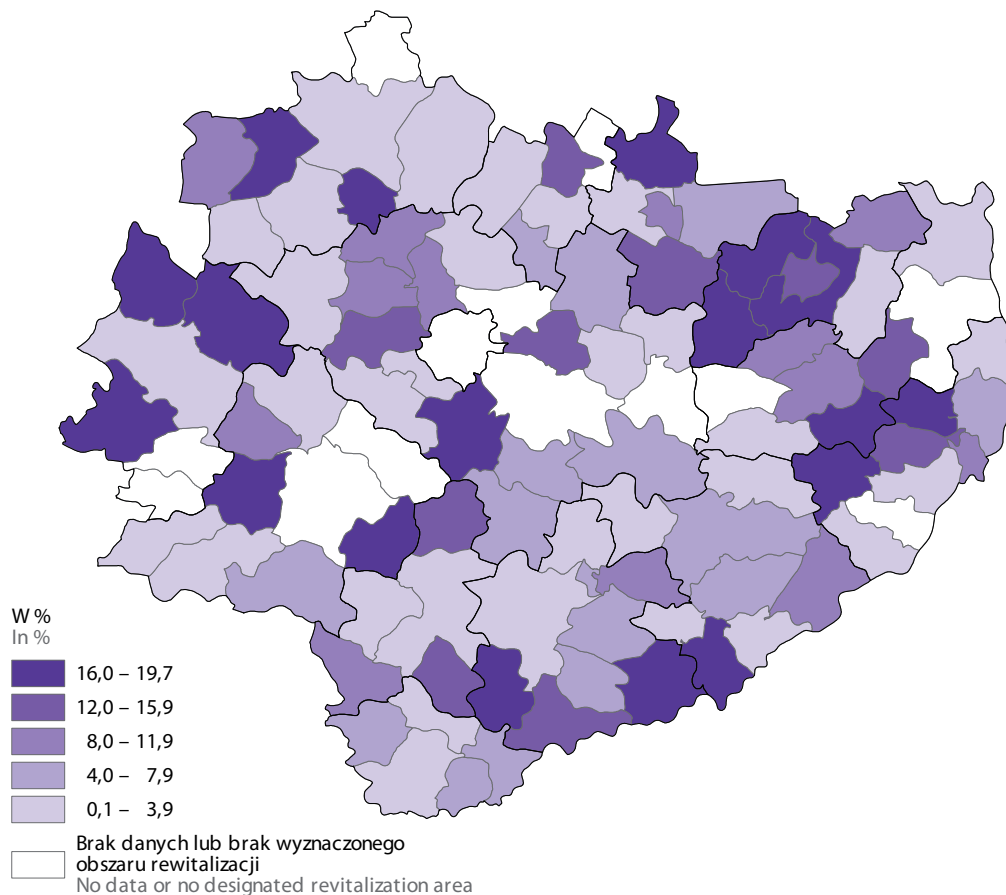 W %
In %
16,0 – 19,7
12,0 – 15,9
8,0 – 11,9
4,0 – 7,9
0,1 – 3,9
Brak danych lub brak wyznaczonego
obszaru rewitalizacji
No data or no designated revitalization area